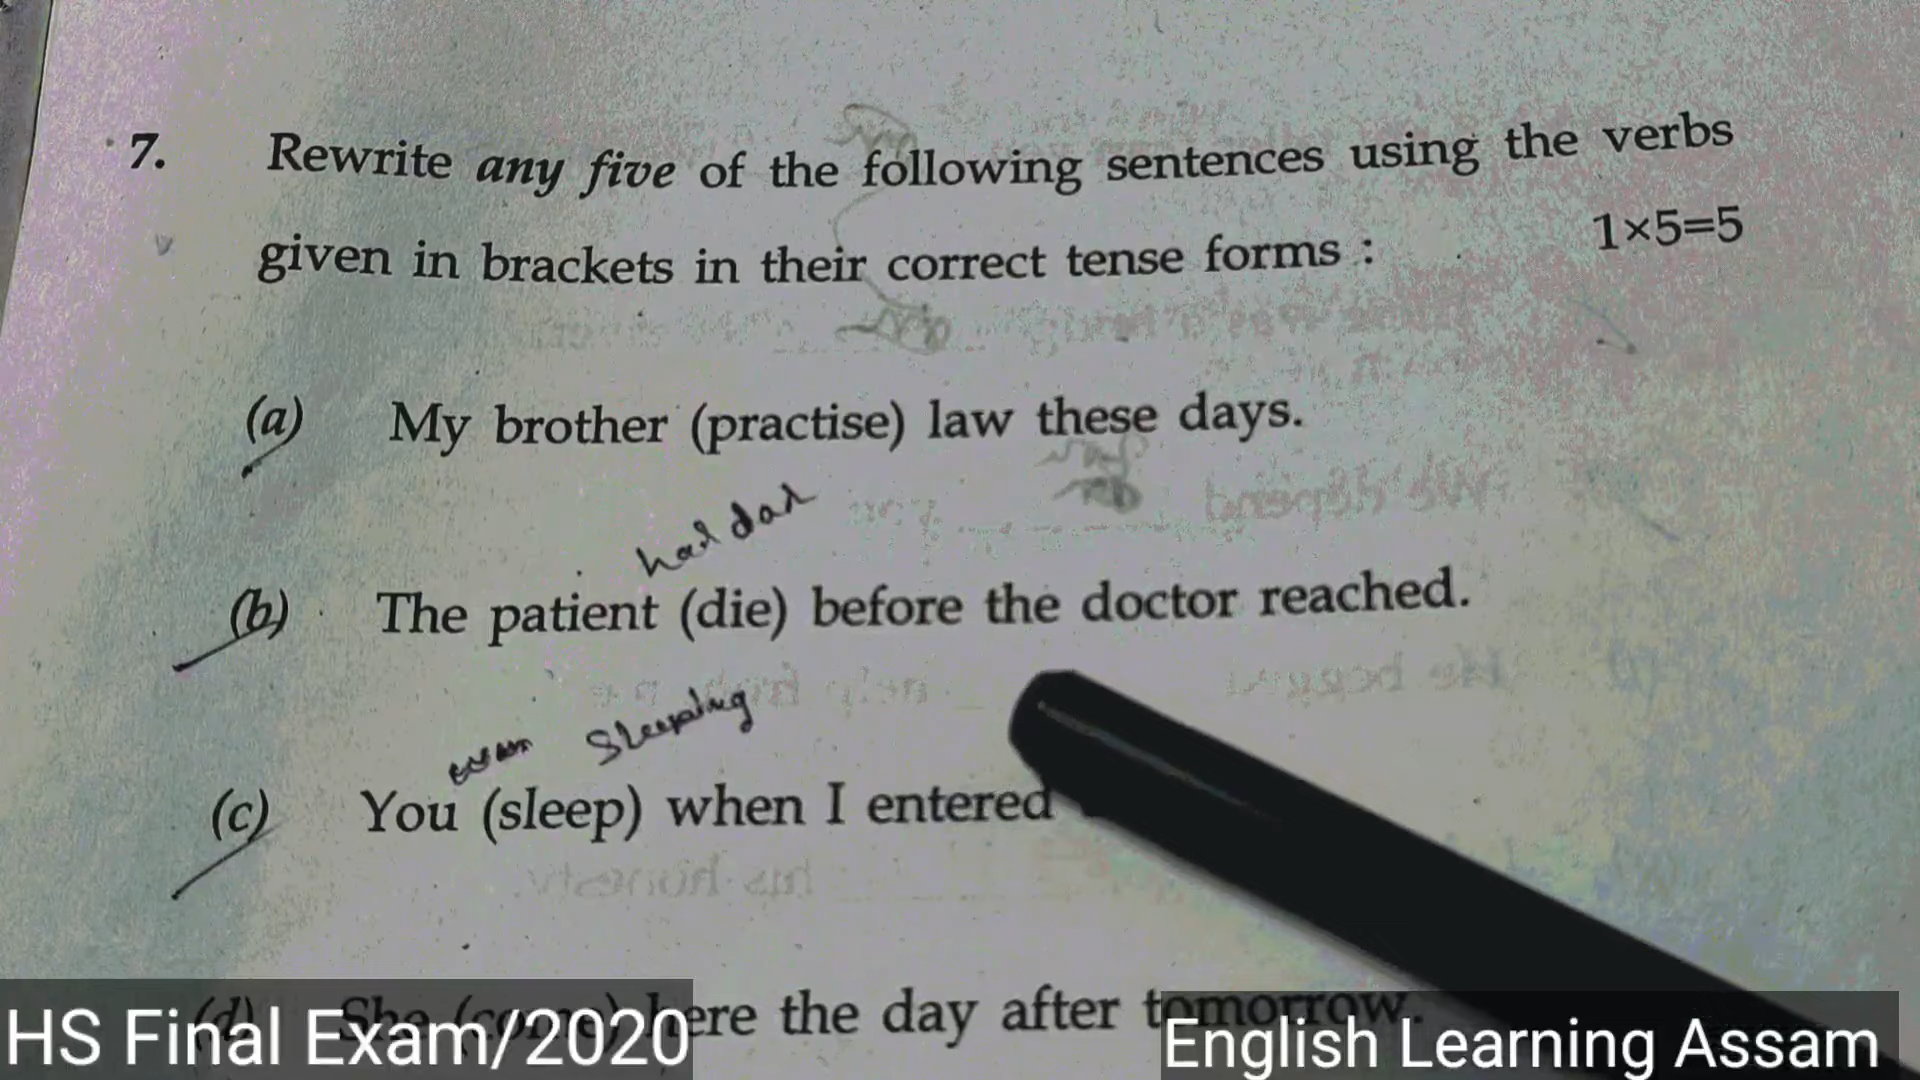 7. Rewrite any five of the following sentences using the verbs
given in brackets in their correct tense forms : 1×5=5
(a) My brother (practise) law these days.
had
(b) The patient (die) before the doctor reached.
Sleeping
(c) You (sleep) when I entered
(d) She (come) here the day after tomorrow.
HS Final Exam/2020
English Learning Assam